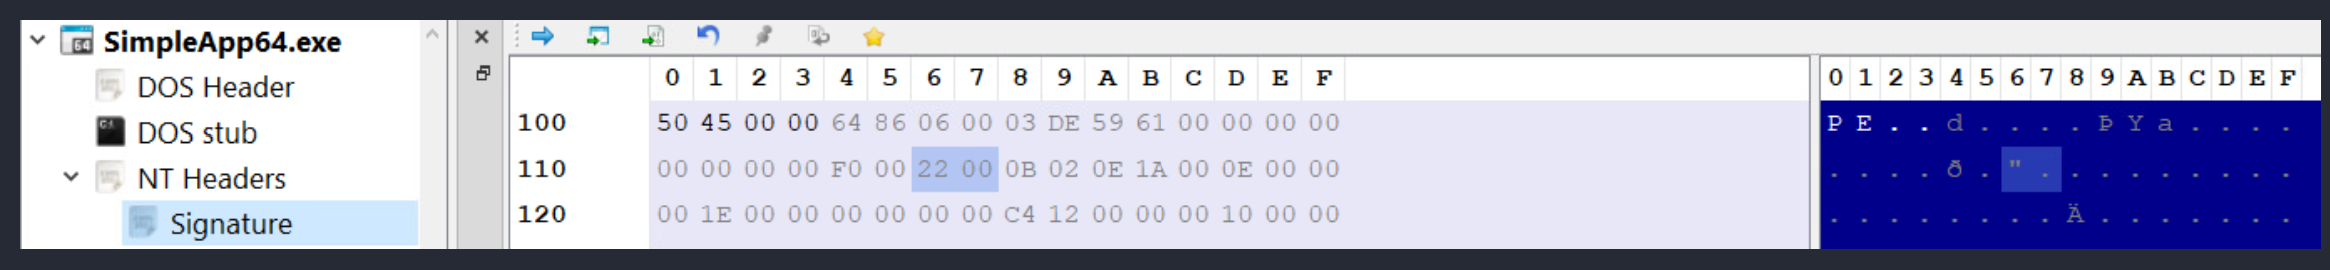 SimpleApp64.exe
DOS Header
DOS stub
NT Headers
Signature
0 1 2 3 4 5 6 7 8 9 A B C D E F 0 1 2 3 4 5 6 7 8 9 A B C D E F
100 50 45 00 00 64 86 06 00 03 DE 59 61 00 00 00 00 P E . . d . . . . Þ Y a . . . .
110 00 00 00 00 F0 00 22 00 0B 02 0E 1A 00 0E 00 00 . . . . ð . " . . . . . . . . .
120 00 1E 00 00 00 00 00 00 C4 12 00 00 00 10 00 00 . . . . . . . . Ä . . . . . . .